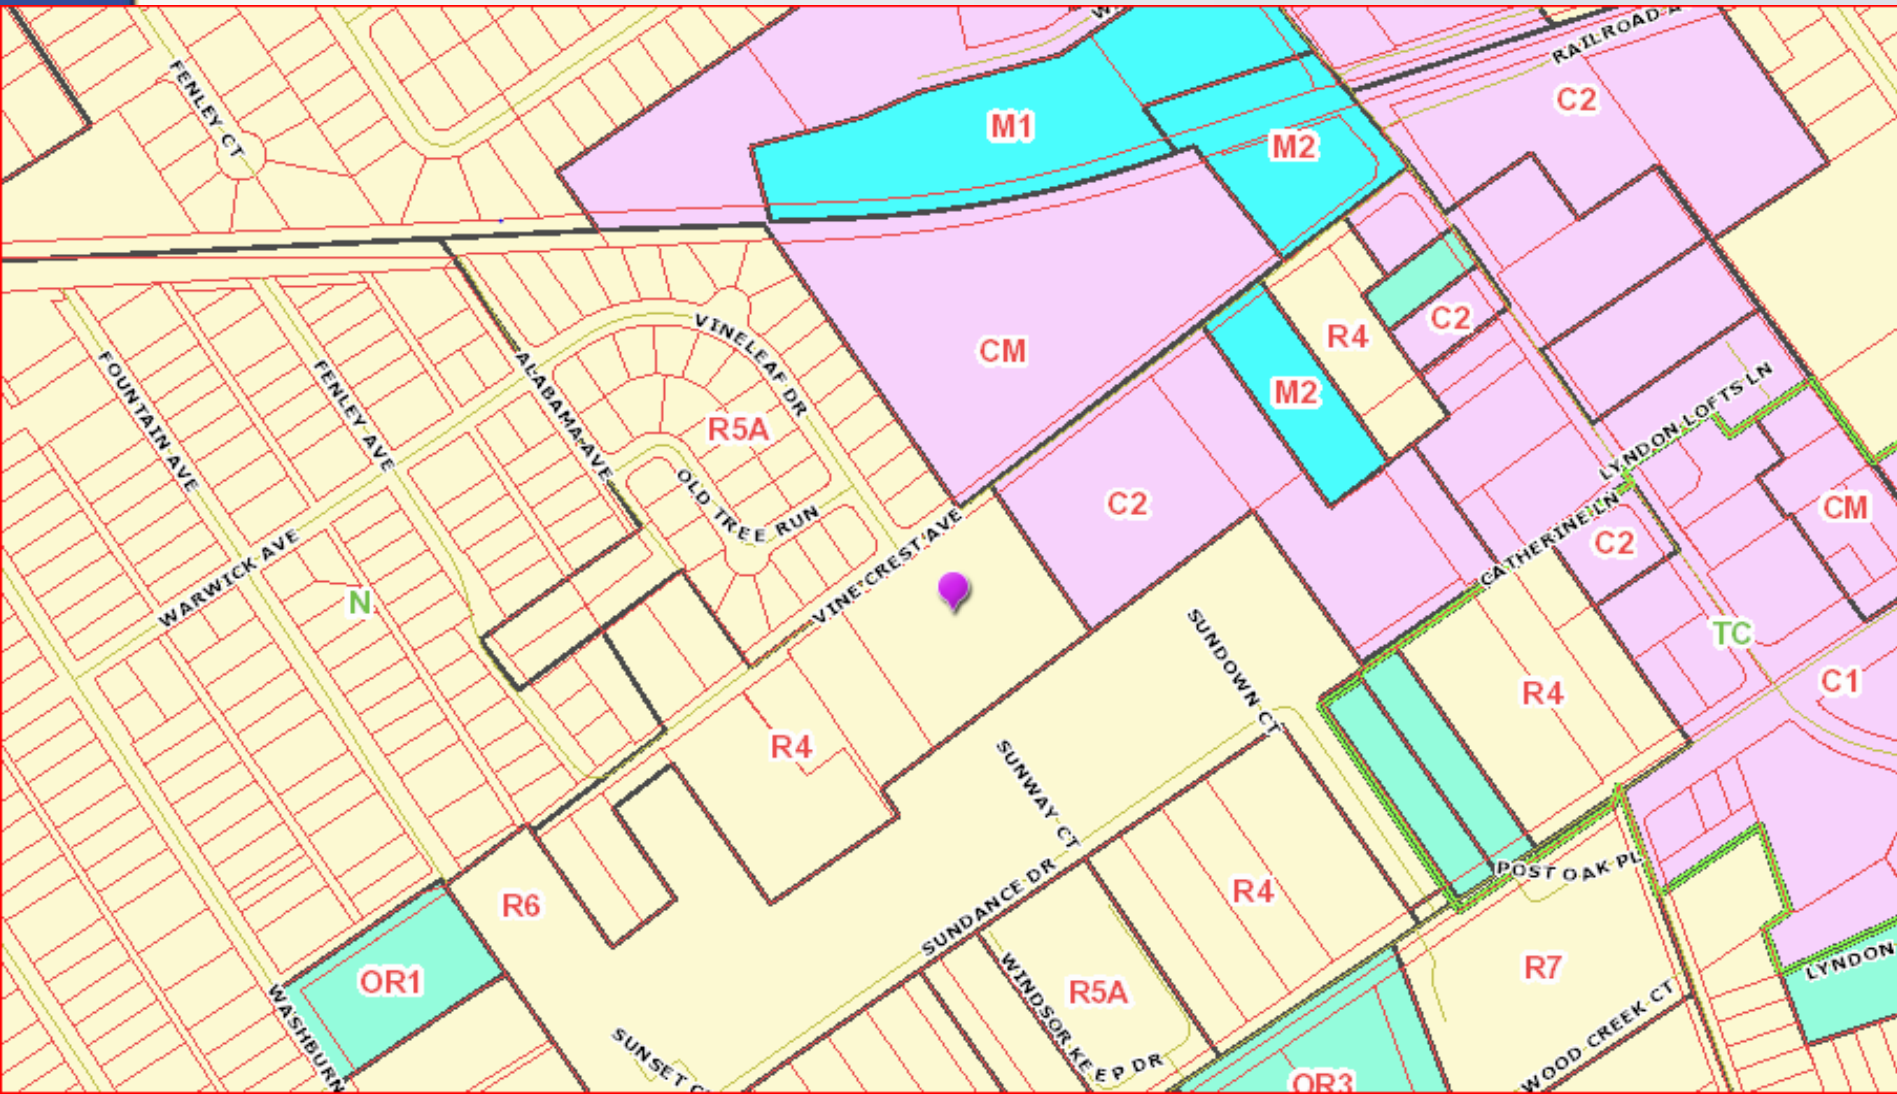 RAILROAD A
FENLEY CT
C2
M1
M2
VINELEAF DR
C2
R4
CM
FOUNTAIN AVE
FENLEY AVE
ALABAMA AVE
R5A
M2
LYNDON LOFTS LN
OLD TREE RUN
C2
CM
CATHERINE LN
C2
WARWICK AVE
VINECREST AVE
N
SUNDOWN CT
TC
C1
R4
R4
SUNWAY CT
POST OAK PL
R6
SUNDANCE DR
R4
OR1
WASHBURN
WINDSOR KEEP DR
R5A
R7
LYNDON
SUNSET C
WOOD CREEK CT
OR3